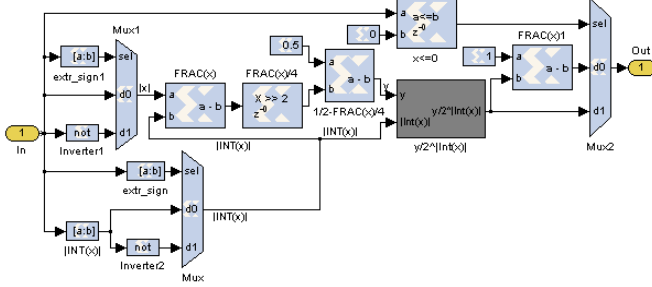 Mux1
a
a<=b
b
z-0
0
x<=0
sel
Mux2
[a:b]
extr_sign1
sel
d0
d1
|x|
FRAC(x)
a
b
a - b
FRAC(x)/4
X >> 2
z-0
0.5
a
b
a - b
1/2-FRAC(x)/4
y
y
|Int(x)|
y/2^|Int(x)|
y/2^|Int(x)|
1
FRAC(x)1
a
b
a - b
d0
d1
Out
1
1
In
not
Inverter1
|INT(x)|
|INT(x)|
[a:b]
extr_sign
sel
d0
d1
|INT(x)|
[a:b]
|INT(x)|
not
Inverter2
Mux